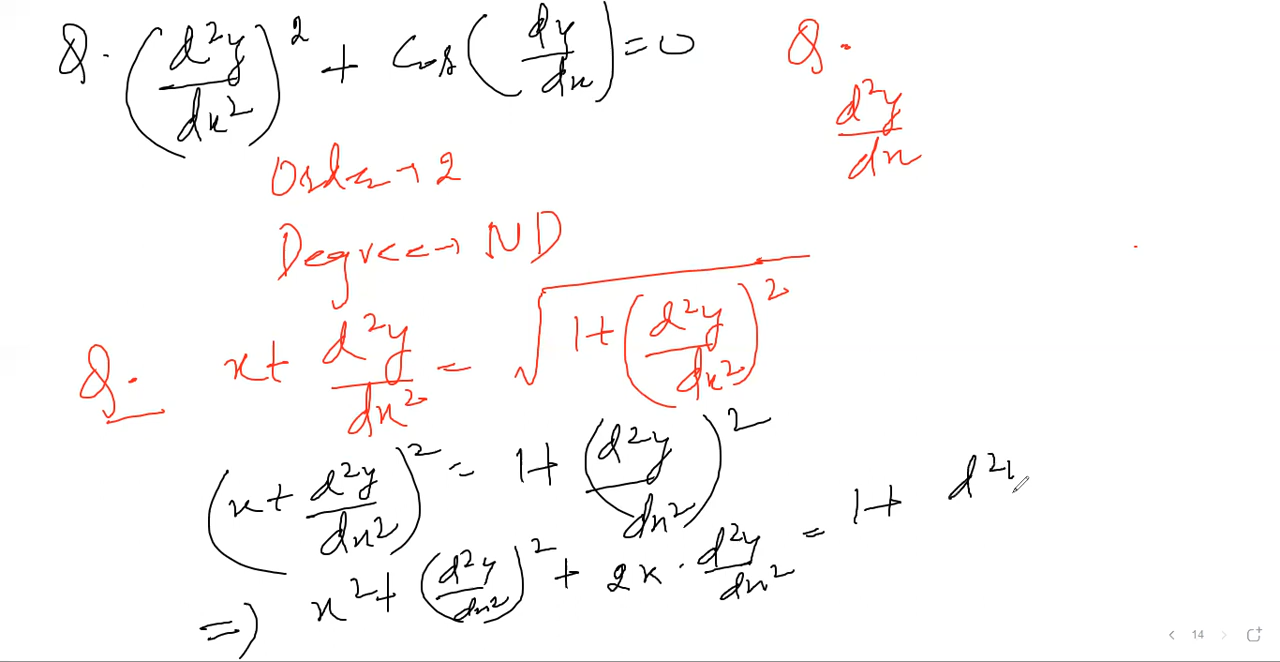 Q. (d²y/dx²)² + Cos(dy/dx) = 0
Q.
d²y/dx
Order → 2
Degree → ND
Q. x + d²y/dx² = √(1 + (d²y/dx²)²)
(x + d²y/dx²)² = 1 + (d²y/dx²)²
⇒) x² + (d²y/dx²)² + 2x · d²y/dx² = 1 + d²
< 14 >